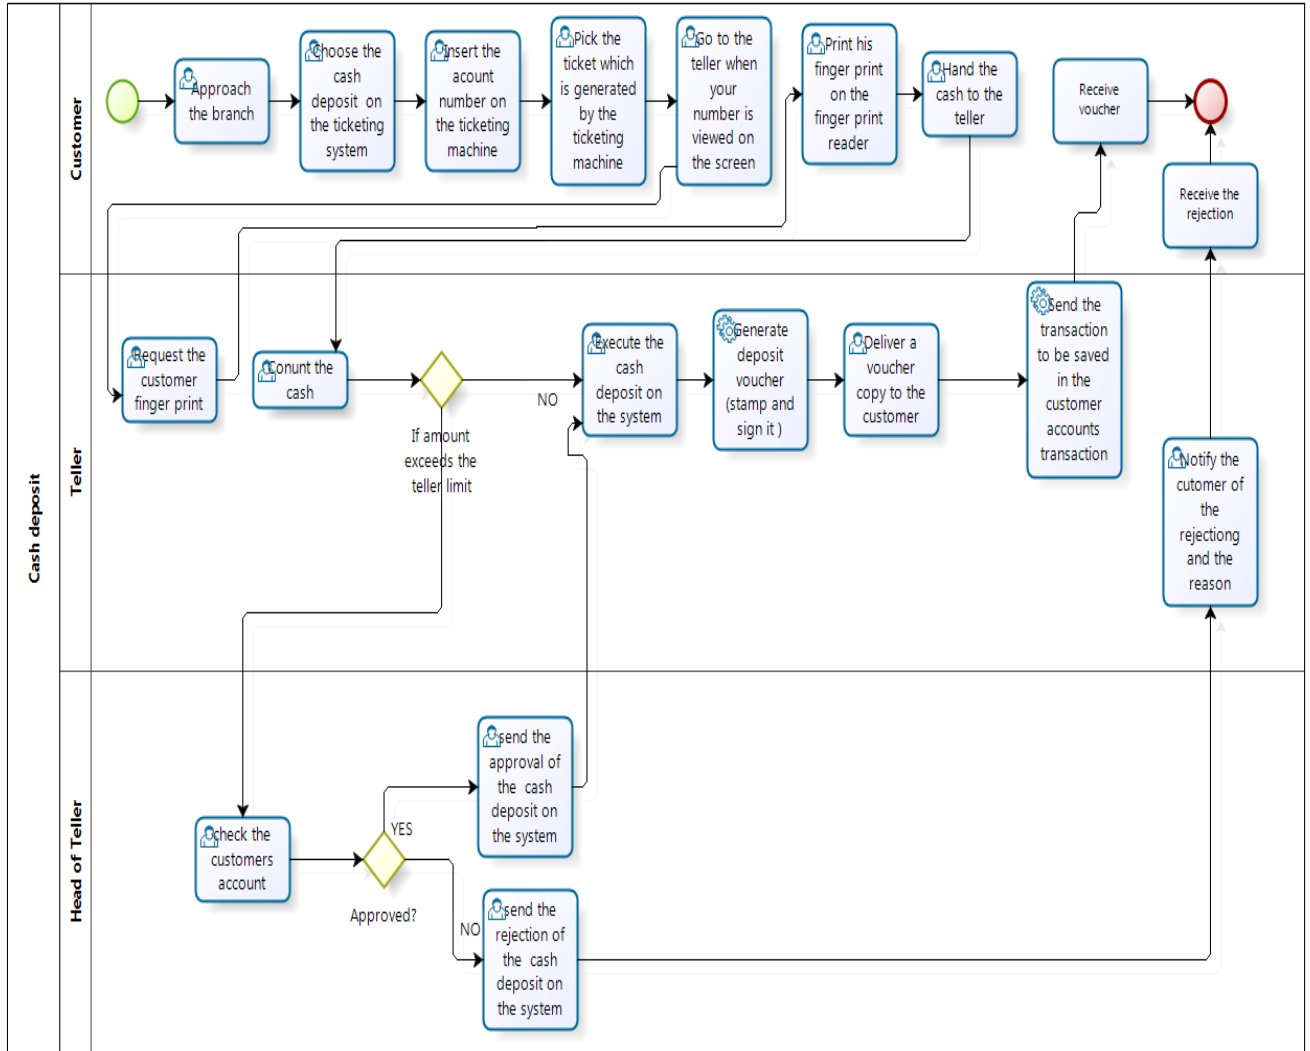 Cash deposit
Customer
Approach
the branch
Choose the
cash
deposit on
the ticketing
system
Insert the
acount
number on
the ticketing
machine
Pick the
ticket which
is generated
by the
ticketing
machine
Go to the
teller when
your
number is
viewed on
the screen
Print his
finger print
on the
finger print
reader
Hand the
cash to the
teller
Receive
voucher
Receive the
rejection
Teller
Request the
customer
finger print
Conunt the
cash
If amount
exceeds the
teller limit
NO
Execute the
cash
deposit on
the system
Generate
deposit
voucher
(stamp and
sign it )
Deliver a
voucher
copy to the
customer
Send the
transaction
to be saved
in the
customer
accounts
transaction
Notify the
cutomer of
the
rejectiong
and the
reason
Head of Teller
check the
customers
account
Approved?
YES
send the
approval of
the cash
deposit on
the system
NO
send the
rejection of
the cash
deposit on
the system